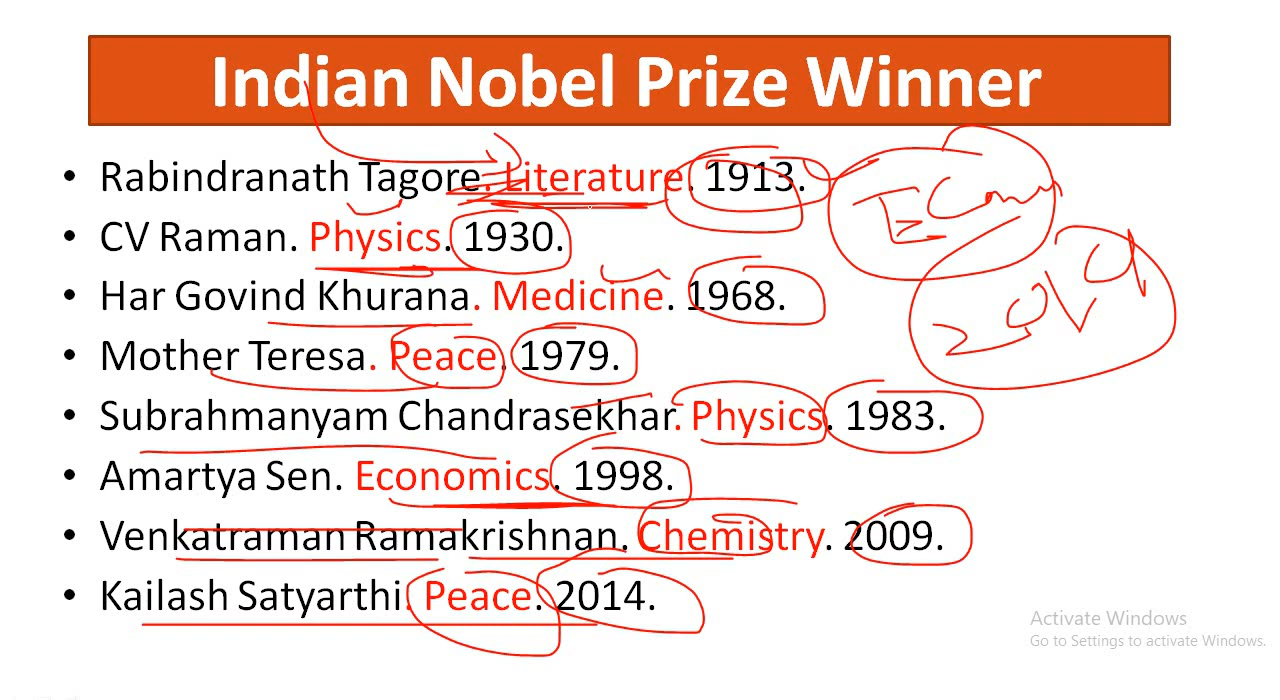 Indian Nobel Prize Winner
• Rabindranath Tagore. Literature. 1913.
• CV Raman. Physics. 1930.
• Har Govind Khurana. Medicine. 1968.
• Mother Teresa. Peace. 1979.
• Subrahmanyam Chandrasekhar. Physics. 1983.
• Amartya Sen. Economics. 1998.
• Venkatraman Ramakrishnan. Chemistry. 2009.
• Kailash Satyarthi. Peace. 2014.
2019
Activate Windows
Go to Settings to activate Windows.